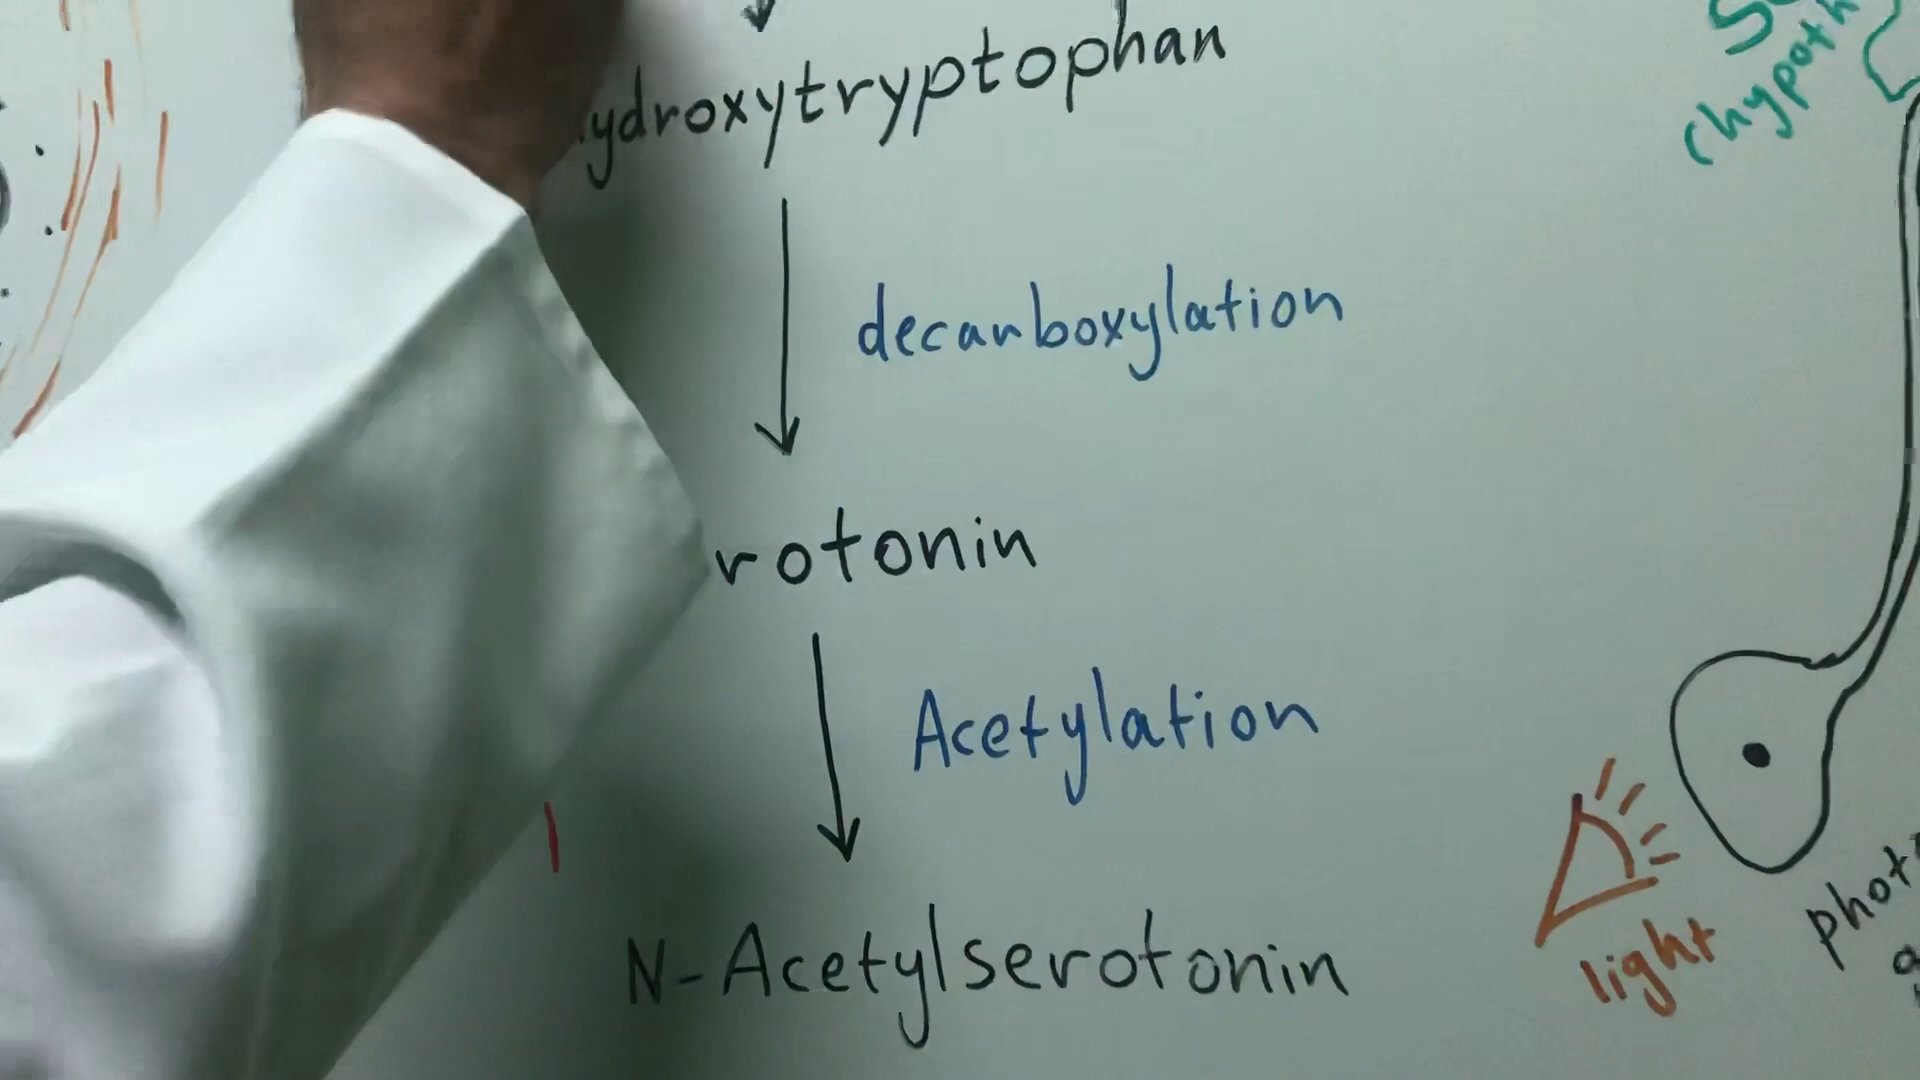 ydroxytryptophan
decarboxylation
rotonin
Acetylation
N-Acetylserotonin
light